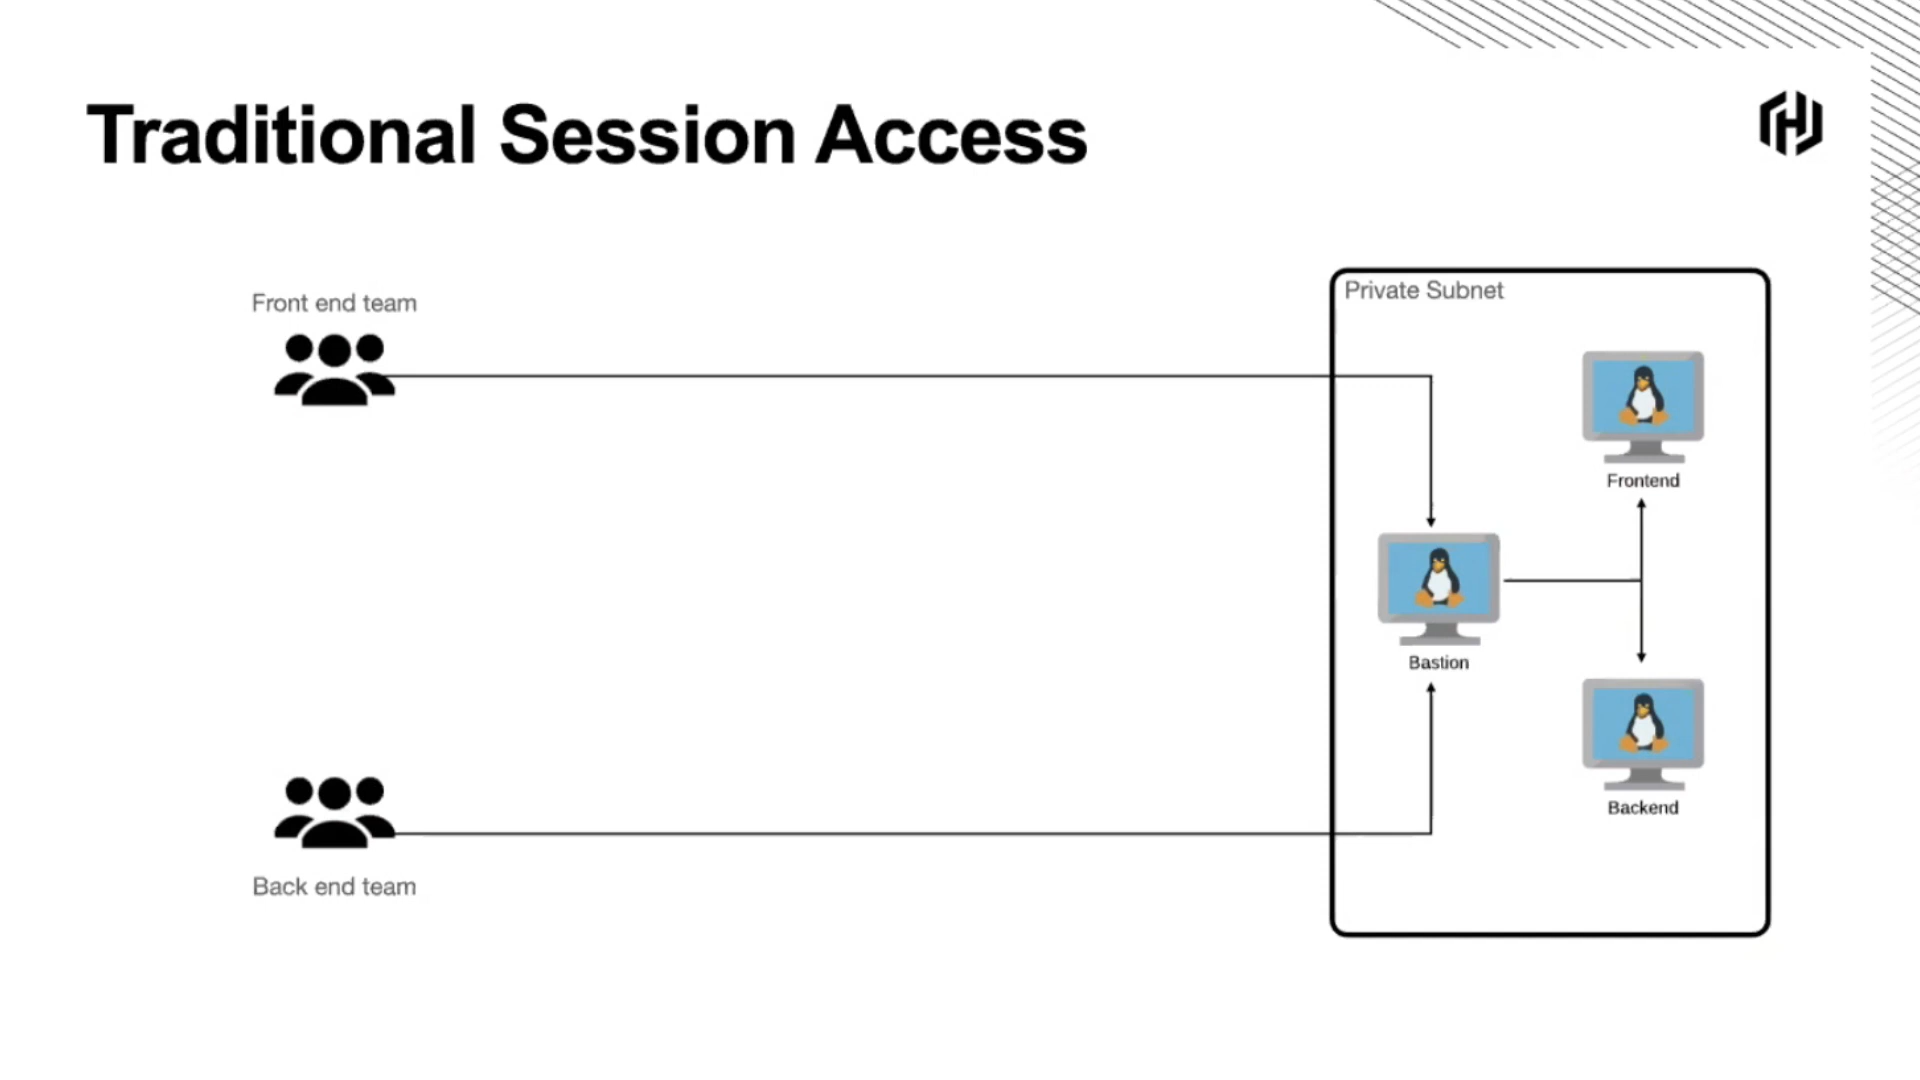 Traditional Session Access
Front end team
Private Subnet
Frontend
Bastion
Backend
Back end team